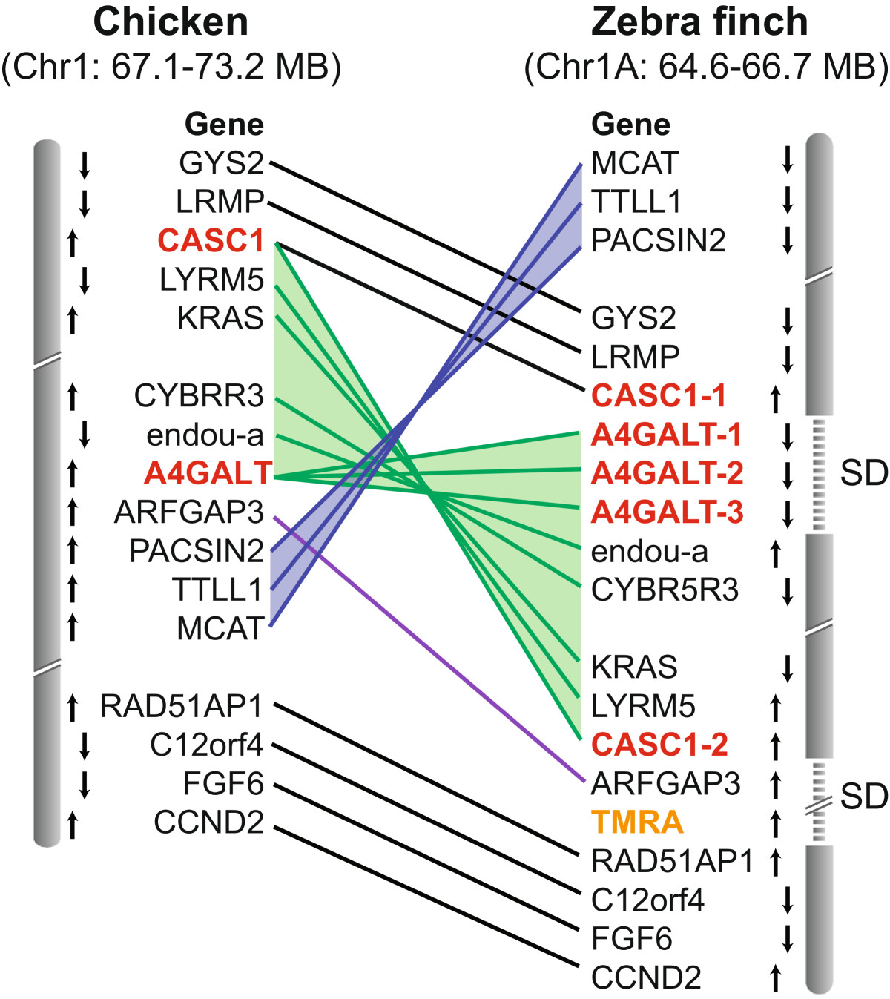 Chicken
(Chr1: 67.1-73.2 MB)
Gene
GYS2
LRMP
CASC1
LYRM5
KRAS
CYBRR3
endou-a
A4GALT
ARFGAP3
PACSIN2
TTLL1
MCAT
RAD51AP1
C12orf4
FGF6
CCND2
Zebra finch
(Chr1A: 64.6-66.7 MB)
Gene
MCAT
TTLL1
PACSIN2
GYS2
LRMP
CASC1-1
A4GALT-1
A4GALT-2
SD
A4GALT-3
endou-a
CYBR5R3
KRAS
LYRM5
CASC1-2
ARFGAP3
SD
TMRA
RAD51AP1
C12orf4
FGF6
CCND2